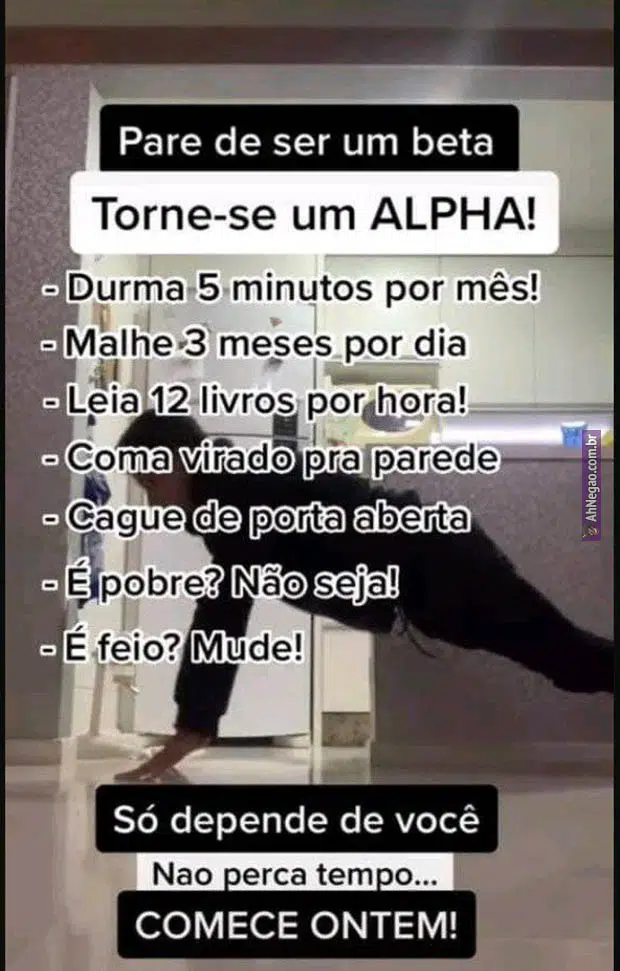 Pare de ser um beta
Torne-se um ALPHA!
- Durma 5 minutos por mês!
- Malhe 3 meses por dia
- Leia 12 livros por hora!
- Coma virado pra parede
- Cague de porta aberta
- É pobre? Não seja!
- É feio? Mude!
AhNegao.com.br
Só depende de você
Nao perca tempo...
COMECE ONTEM!